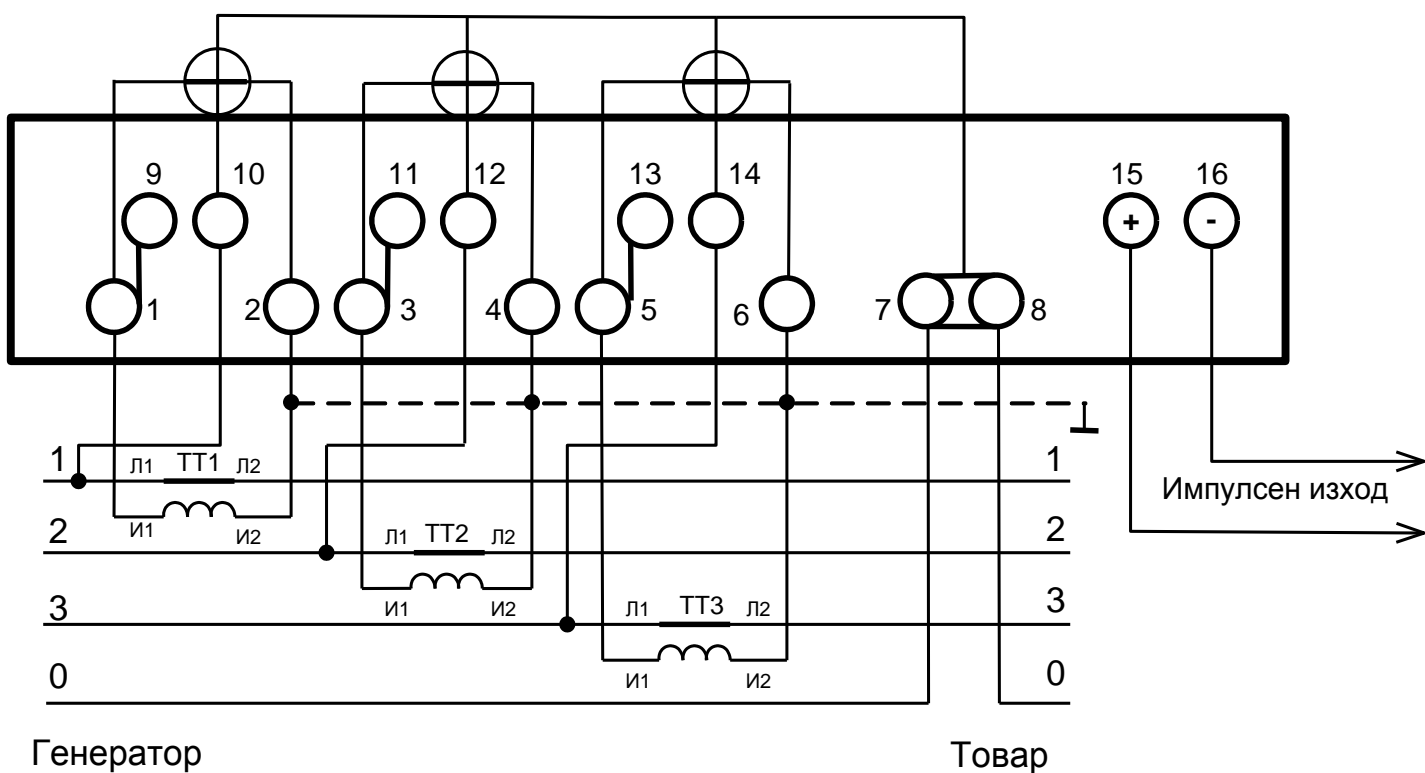 9 10 11 12 13 14 15 16
+ -
1 2 3 4 5 6 7 8
1 Л1 ТТ1 Л2 1
И1 И2
Импулсен изход
2 Л1 ТТ2 Л2 2
И1 И2
3 Л1 ТТ3 Л2 3
И1 И2
0 0
Генератор Товар